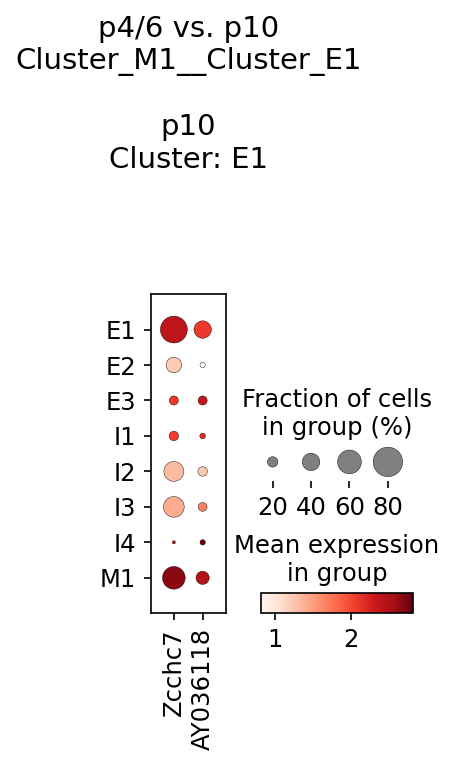 p4/6 vs. p10
Cluster_M1__Cluster_E1
p10
Cluster: E1
E1
E2
E3
I1
I2
I3
I4
M1
Zcchc7
AY036118
Fraction of cells
in group (%)
20 40 60 80
Mean expression
in group
1 2